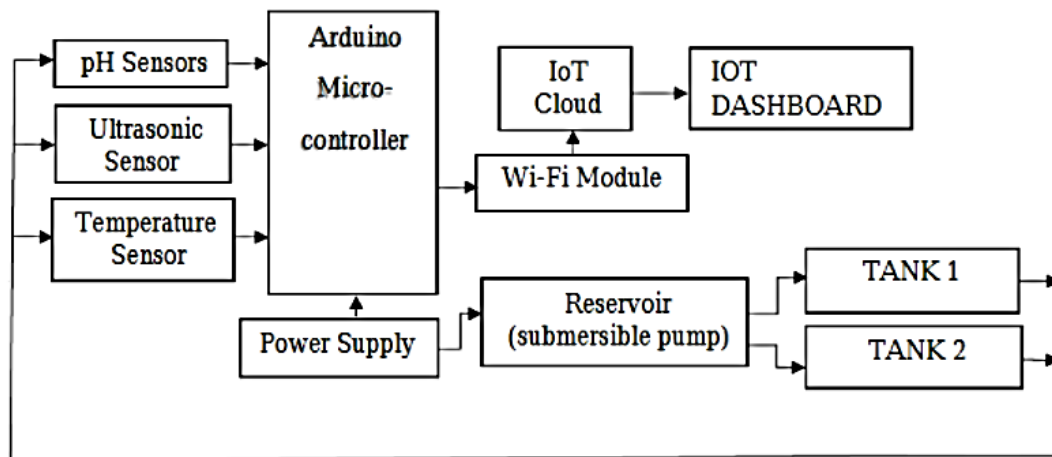 pH Sensors
Ultrasonic
Sensor
Temperature
Sensor
Arduino
Micro-
controller
Power Supply
IoT
Cloud
IOT
DASHBOARD
Wi-Fi Module
Reservoir
(submersible pump)
TANK 1
TANK 2